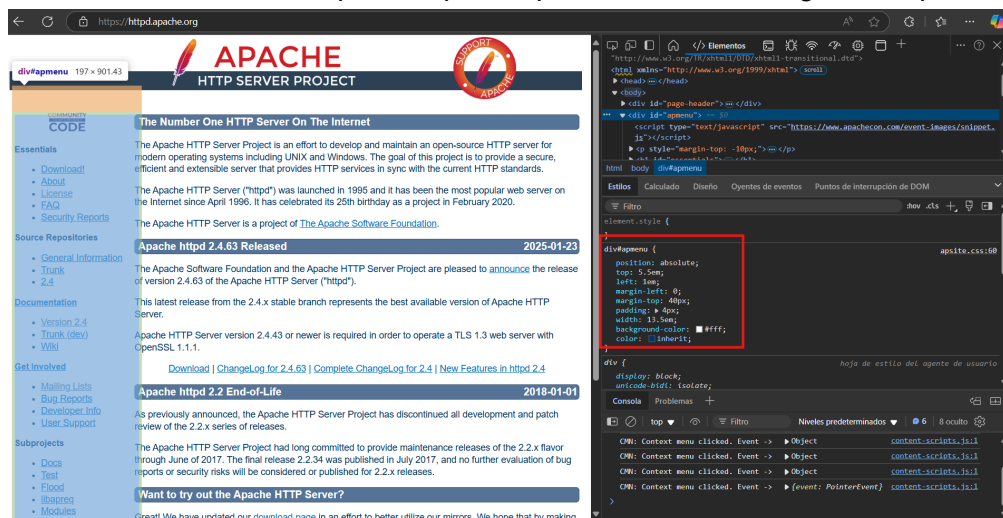 https://httpd.apache.org
div#apmenu 197 × 901.43
APACHE
HTTP SERVER PROJECT
SUPPORT
APACHE
COMMUNITY
CODE
Essentials
Download!
About
License
FAQ
Security Reports
Source Repositories
General Information
Trunk
2.4
Documentation
Version 2.4
Trunk (dev)
Wiki
Get Involved
Mailing Lists
Bug Reports
Developer Info
User Support
Subprojects
Docs
Test
Flood
libapreq
Modules
The Number One HTTP Server On The Internet
The Apache HTTP Server Project is an effort to develop and maintain an open-source HTTP server for
modern operating systems including UNIX and Windows. The goal of this project is to provide a secure,
efficient and extensible server that provides HTTP services in sync with the current HTTP standards.
The Apache HTTP Server ("httpd") was launched in 1995 and it has been the most popular web server on
the Internet since April 1996. It has celebrated its 25th birthday as a project in February 2020.
The Apache HTTP Server is a project of The Apache Software Foundation.
Apache httpd 2.4.63 Released 2025-01-23
The Apache Software Foundation and the Apache HTTP Server Project are pleased to announce the release
of version 2.4.63 of the Apache HTTP Server ("httpd").
This latest release from the 2.4.x stable branch represents the best available version of Apache HTTP
Server.
Apache HTTP Server version 2.4.43 or newer is required in order to operate a TLS 1.3 web server with
OpenSSL 1.1.1.
Download | ChangeLog for 2.4.63 | Complete ChangeLog for 2.4 | New Features in httpd 2.4
Apache httpd 2.2 End-of-Life 2018-01-01
As previously announced, the Apache HTTP Server Project has discontinued all development and patch
review of the 2.2.x series of releases.
The Apache HTTP Server Project had long committed to provide maintenance releases of the 2.2.x flavor
through June of 2017. The final release 2.2.34 was published in July 2017, and no further evaluation of bug
reports or security risks will be considered or published for 2.2.x releases.
Want to try out the Apache HTTP Server?
Great! We have updated our download page in an effort to better utilize our mirrors. We hope that by making
</> Elementos
"http://www.w3.org/TR/xhtml1/DTD/xhtml1-transitional.dtd">
<html xmlns="http://www.w3.org/1999/xhtml"> scroll
<head> </head>
<body>
<div id="page-header"> </div>
<div id="apmenu"> == $0
<script type="text/javascript" src="https://www.apachecon.com/event-images/snippet.
js"></script>
<p style="margin-top: -10px;"> </p>
<h1 id="essentials"> </h1>
html body div#apmenu
Estilos Calculado Diseño Oyentes de eventos Puntos de interrupción de DOM
Filtro :hov .cls
element.style {
}
div#apmenu { apsite.css:60
position: absolute;
top: 5.5em;
left: 1em;
margin-left: 0;
margin-top: 40px;
padding: 4px;
width: 13.5em;
background-color: #fff;
color: inherit;
}
div { hoja de estilo del agente de usuario
display: block;
unicode-bidi: isolate;
Consola Problemas
top Filtro Niveles predeterminados 6 8 oculto
CMN: Context menu clicked. Event -> Object content-scripts.js:1
CMN: Context menu clicked. Event -> Object content-scripts.js:1
CMN: Context menu clicked. Event -> Object content-scripts.js:1
CMN: Context menu clicked. Event -> {event: PointerEvent} content-scripts.js:1